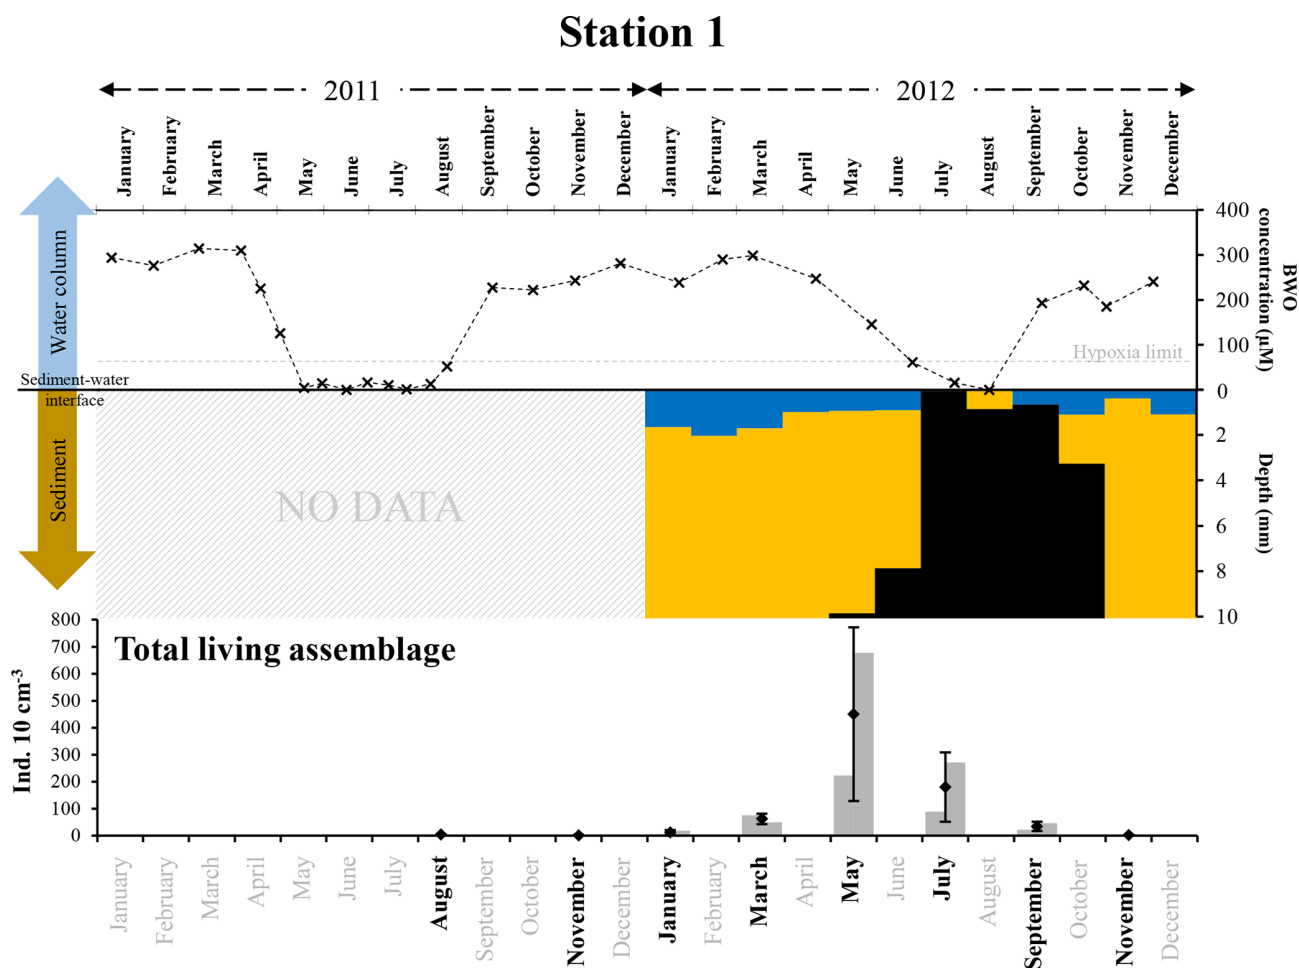 Station 1
2011
2012
January
February
March
April
May
June
July
August
September
October
November
December
January
February
March
April
May
June
July
August
September
October
November
December
Water column
Sediment-water
interface
Sediment
400
300
200
100
0
BWO
concentration (µM)
Hypoxia limit
2
4
6
8
10
Depth (mm)
NO DATA
Total living assemblage
800
700
600
500
400
300
200
100
0
Ind. 10 cm⁻³
January
February
March
April
May
June
July
August
September
October
November
December
January
February
March
April
May
June
July
August
September
October
November
December